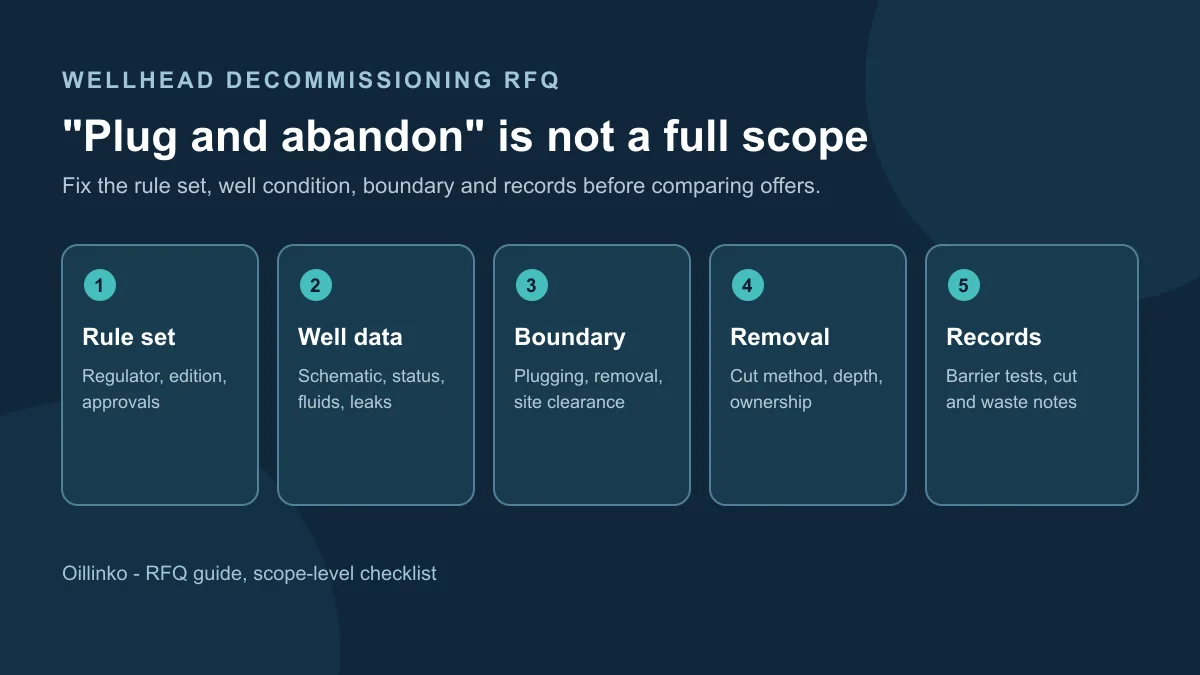 WELLHEAD DECOMMISSIONING RFQ
"Plug and abandon" is not a full scope
Fix the rule set, well condition, boundary and records before comparing offers.
1
Rule set
Regulator, edition,
approvals
2
Well data
Schematic, status,
fluids, leaks
3
Boundary
Plugging, removal,
site clearance
4
Removal
Cut method, depth,
ownership
5
Records
Barrier tests, cut
and waste notes
Oillinko - RFQ guide, scope-level checklist